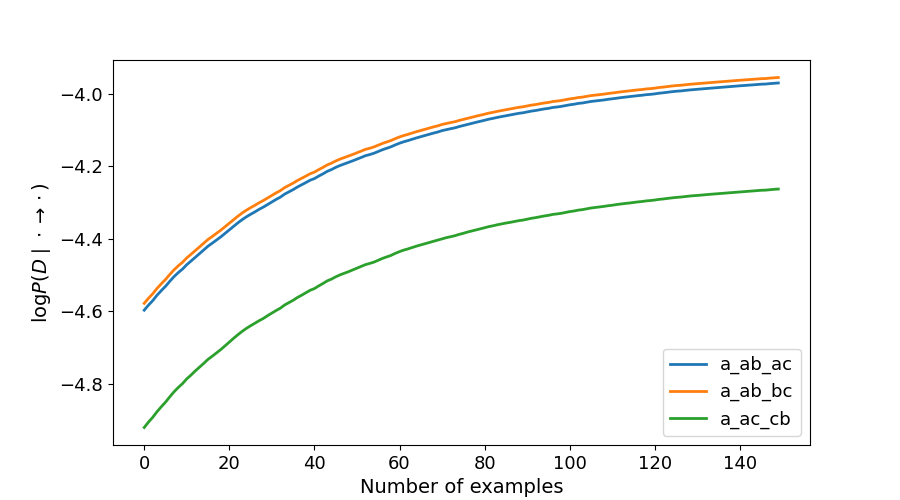 logP(D | · → ·)
−4.0
−4.2
−4.4
−4.6
−4.8
0 20 40 60 80 100 120 140
Number of examples
a_ab_ac
a_ab_bc
a_ac_cb